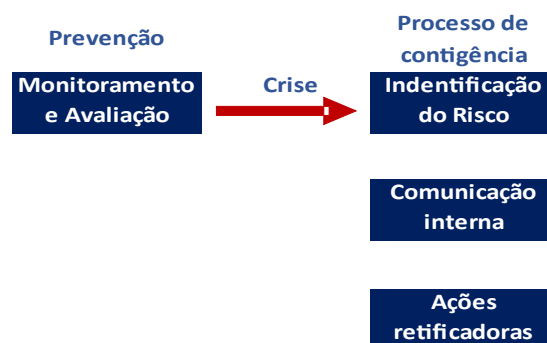 Prevenção
Processo de
contigência
Monitoramento
e Avaliação
Crise
Indentificação
do Risco
Comunicação
interna
Ações
retificadoras